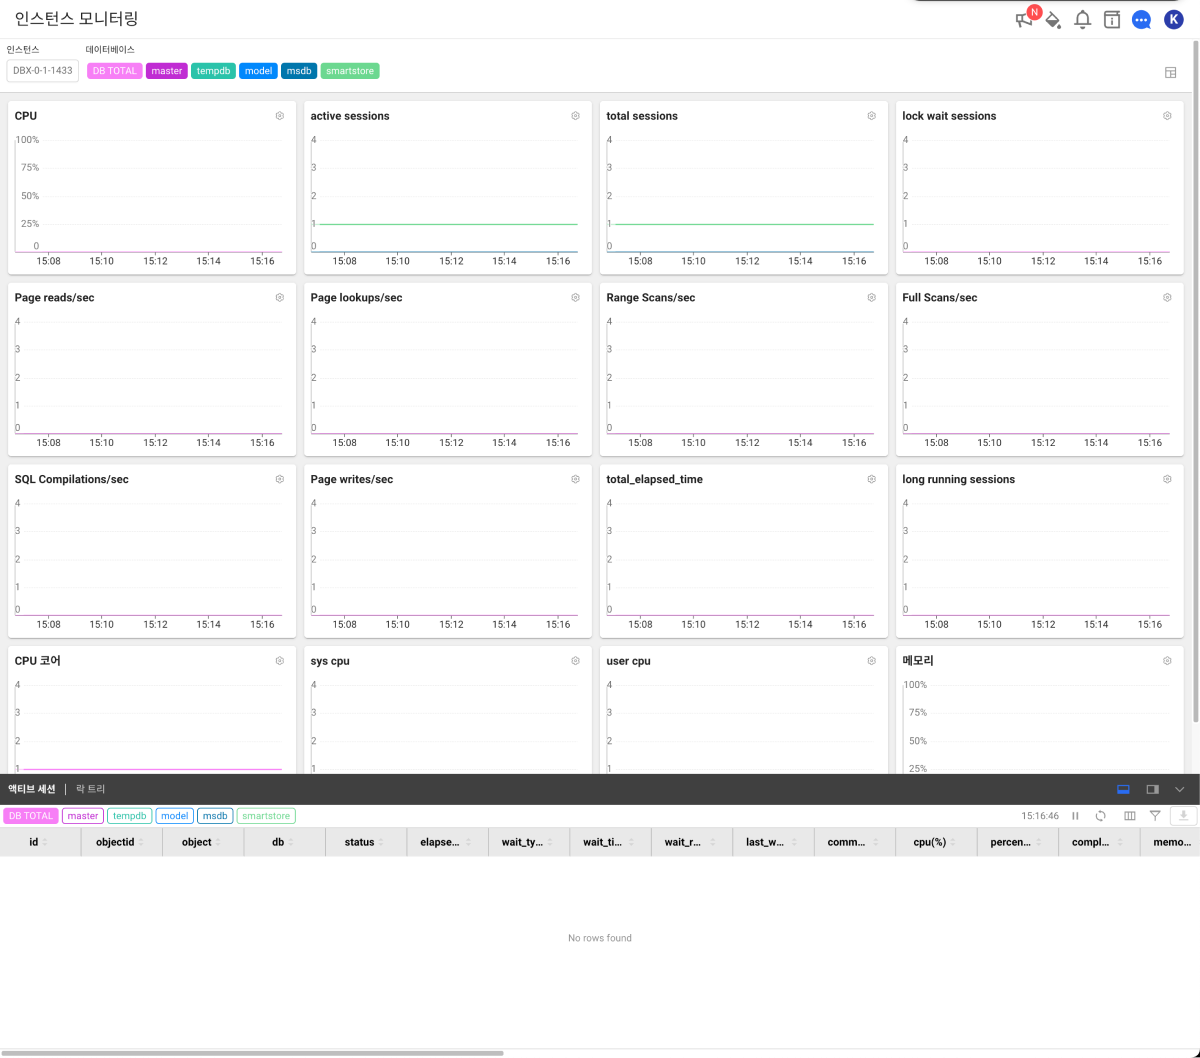 인스턴스 모니터링
N
K
인스턴스 데이터베이스
DBX-0-1-1433 DB TOTAL master tempdb model msdb smartstore
CPU
100%
75%
50%
25%
0
15:08 15:10 15:12 15:14 15:16
active sessions
4
3
2
1
0
15:08 15:10 15:12 15:14 15:16
total sessions
4
3
2
1
0
15:08 15:10 15:12 15:14 15:16
lock wait sessions
4
3
2
1
0
15:08 15:10 15:12 15:14 15:16
Page reads/sec
4
3
2
1
0
15:08 15:10 15:12 15:14 15:16
Page lookups/sec
4
3
2
1
0
15:08 15:10 15:12 15:14 15:16
Range Scans/sec
4
3
2
1
0
15:08 15:10 15:12 15:14 15:16
Full Scans/sec
4
3
2
1
0
15:08 15:10 15:12 15:14 15:16
SQL Compilations/sec
4
3
2
1
0
15:08 15:10 15:12 15:14 15:16
Page writes/sec
4
3
2
1
0
15:08 15:10 15:12 15:14 15:16
total_elapsed_time
4
3
2
1
0
15:08 15:10 15:12 15:14 15:16
long running sessions
4
3
2
1
0
15:08 15:10 15:12 15:14 15:16
CPU 코어
4
3
2
1
sys cpu
4
3
2
1
user cpu
4
3
2
1
메모리
100%
75%
50%
25%
액티브 세션 | 락 트리
DB TOTAL master tempdb model msdb smartstore 15:16:46
id objectid object db status elapse... wait_ty... wait_ti... wait_r... last_w... comm... cpu(%) percen... compl... memo...
No rows found